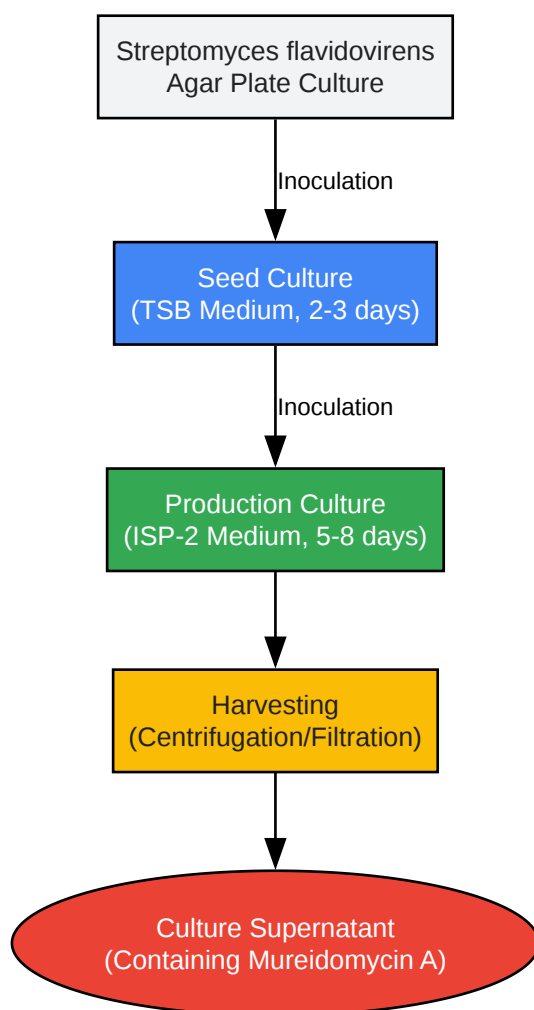 Streptomyces flavidovirens
Agar Plate Culture
Inoculation
Seed Culture
(TSB Medium, 2-3 days)
Inoculation
Production Culture
(ISP-2 Medium, 5-8 days)
Harvesting
(Centrifugation/Filtration)
Culture Supernatant
(Containing Mureidomycin A)